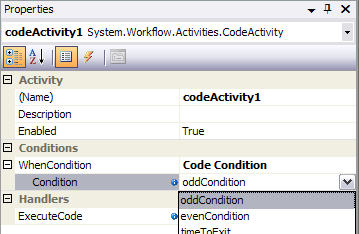 Properties
codeActivity1 System.Workflow.Activities.CodeActivity
Activity
(Name) codeActivity1
Description
Enabled True
Conditions
WhenCondition Code Condition
Condition oddCondition
Handlers oddCondition
ExecuteCode evenCondition
timeToExit